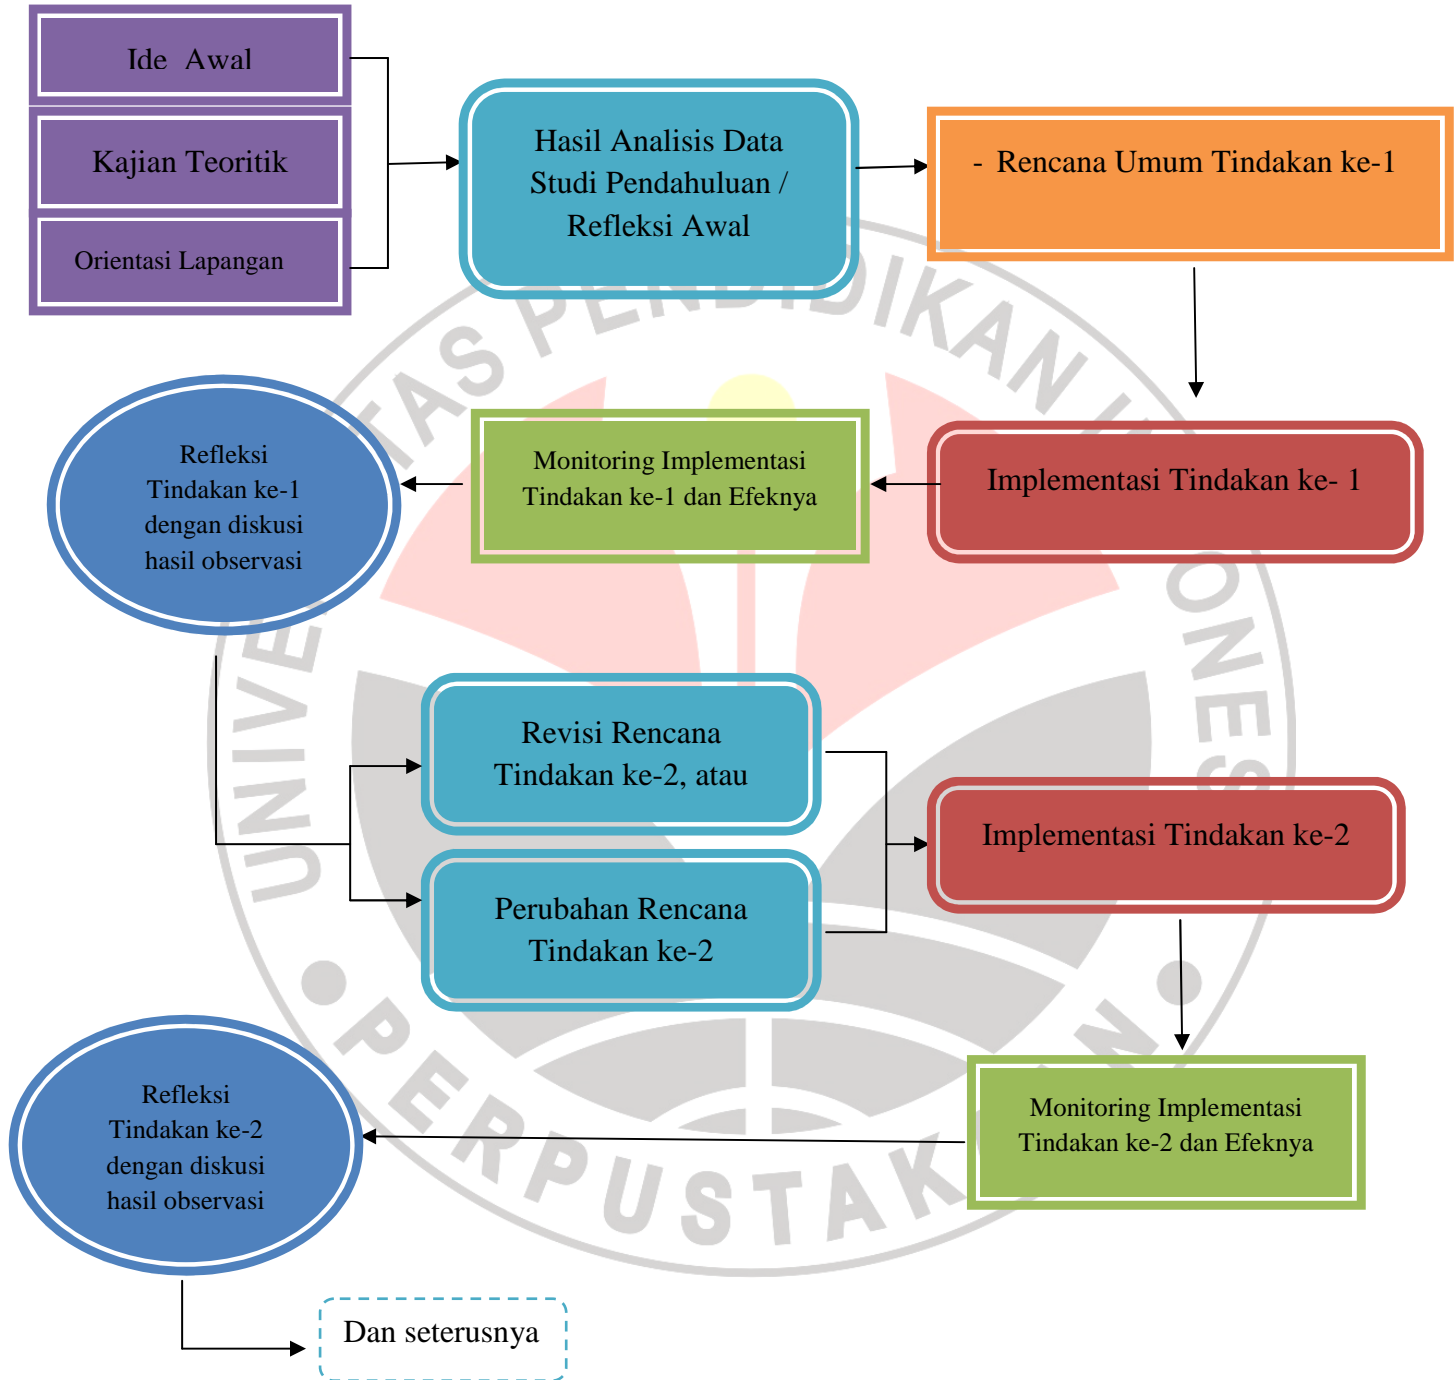 Ide Awal
Kajian Teoritik
Orientasi Lapangan
Hasil Analisis Data
Studi Pendahuluan /
Refleksi Awal
- Rencana Umum Tindakan ke-1
Implementasi Tindakan ke- 1
Monitoring Implementasi
Tindakan ke-1 dan Efeknya
Refleksi
Tindakan ke-1
dengan diskusi
hasil observasi
Revisi Rencana
Tindakan ke-2, atau
Perubahan Rencana
Tindakan ke-2
Implementasi Tindakan ke-2
Monitoring Implementasi
Tindakan ke-2 dan Efeknya
Refleksi
Tindakan ke-2
dengan diskusi
hasil observasi
Dan seterusnya
PENDIDIKAN